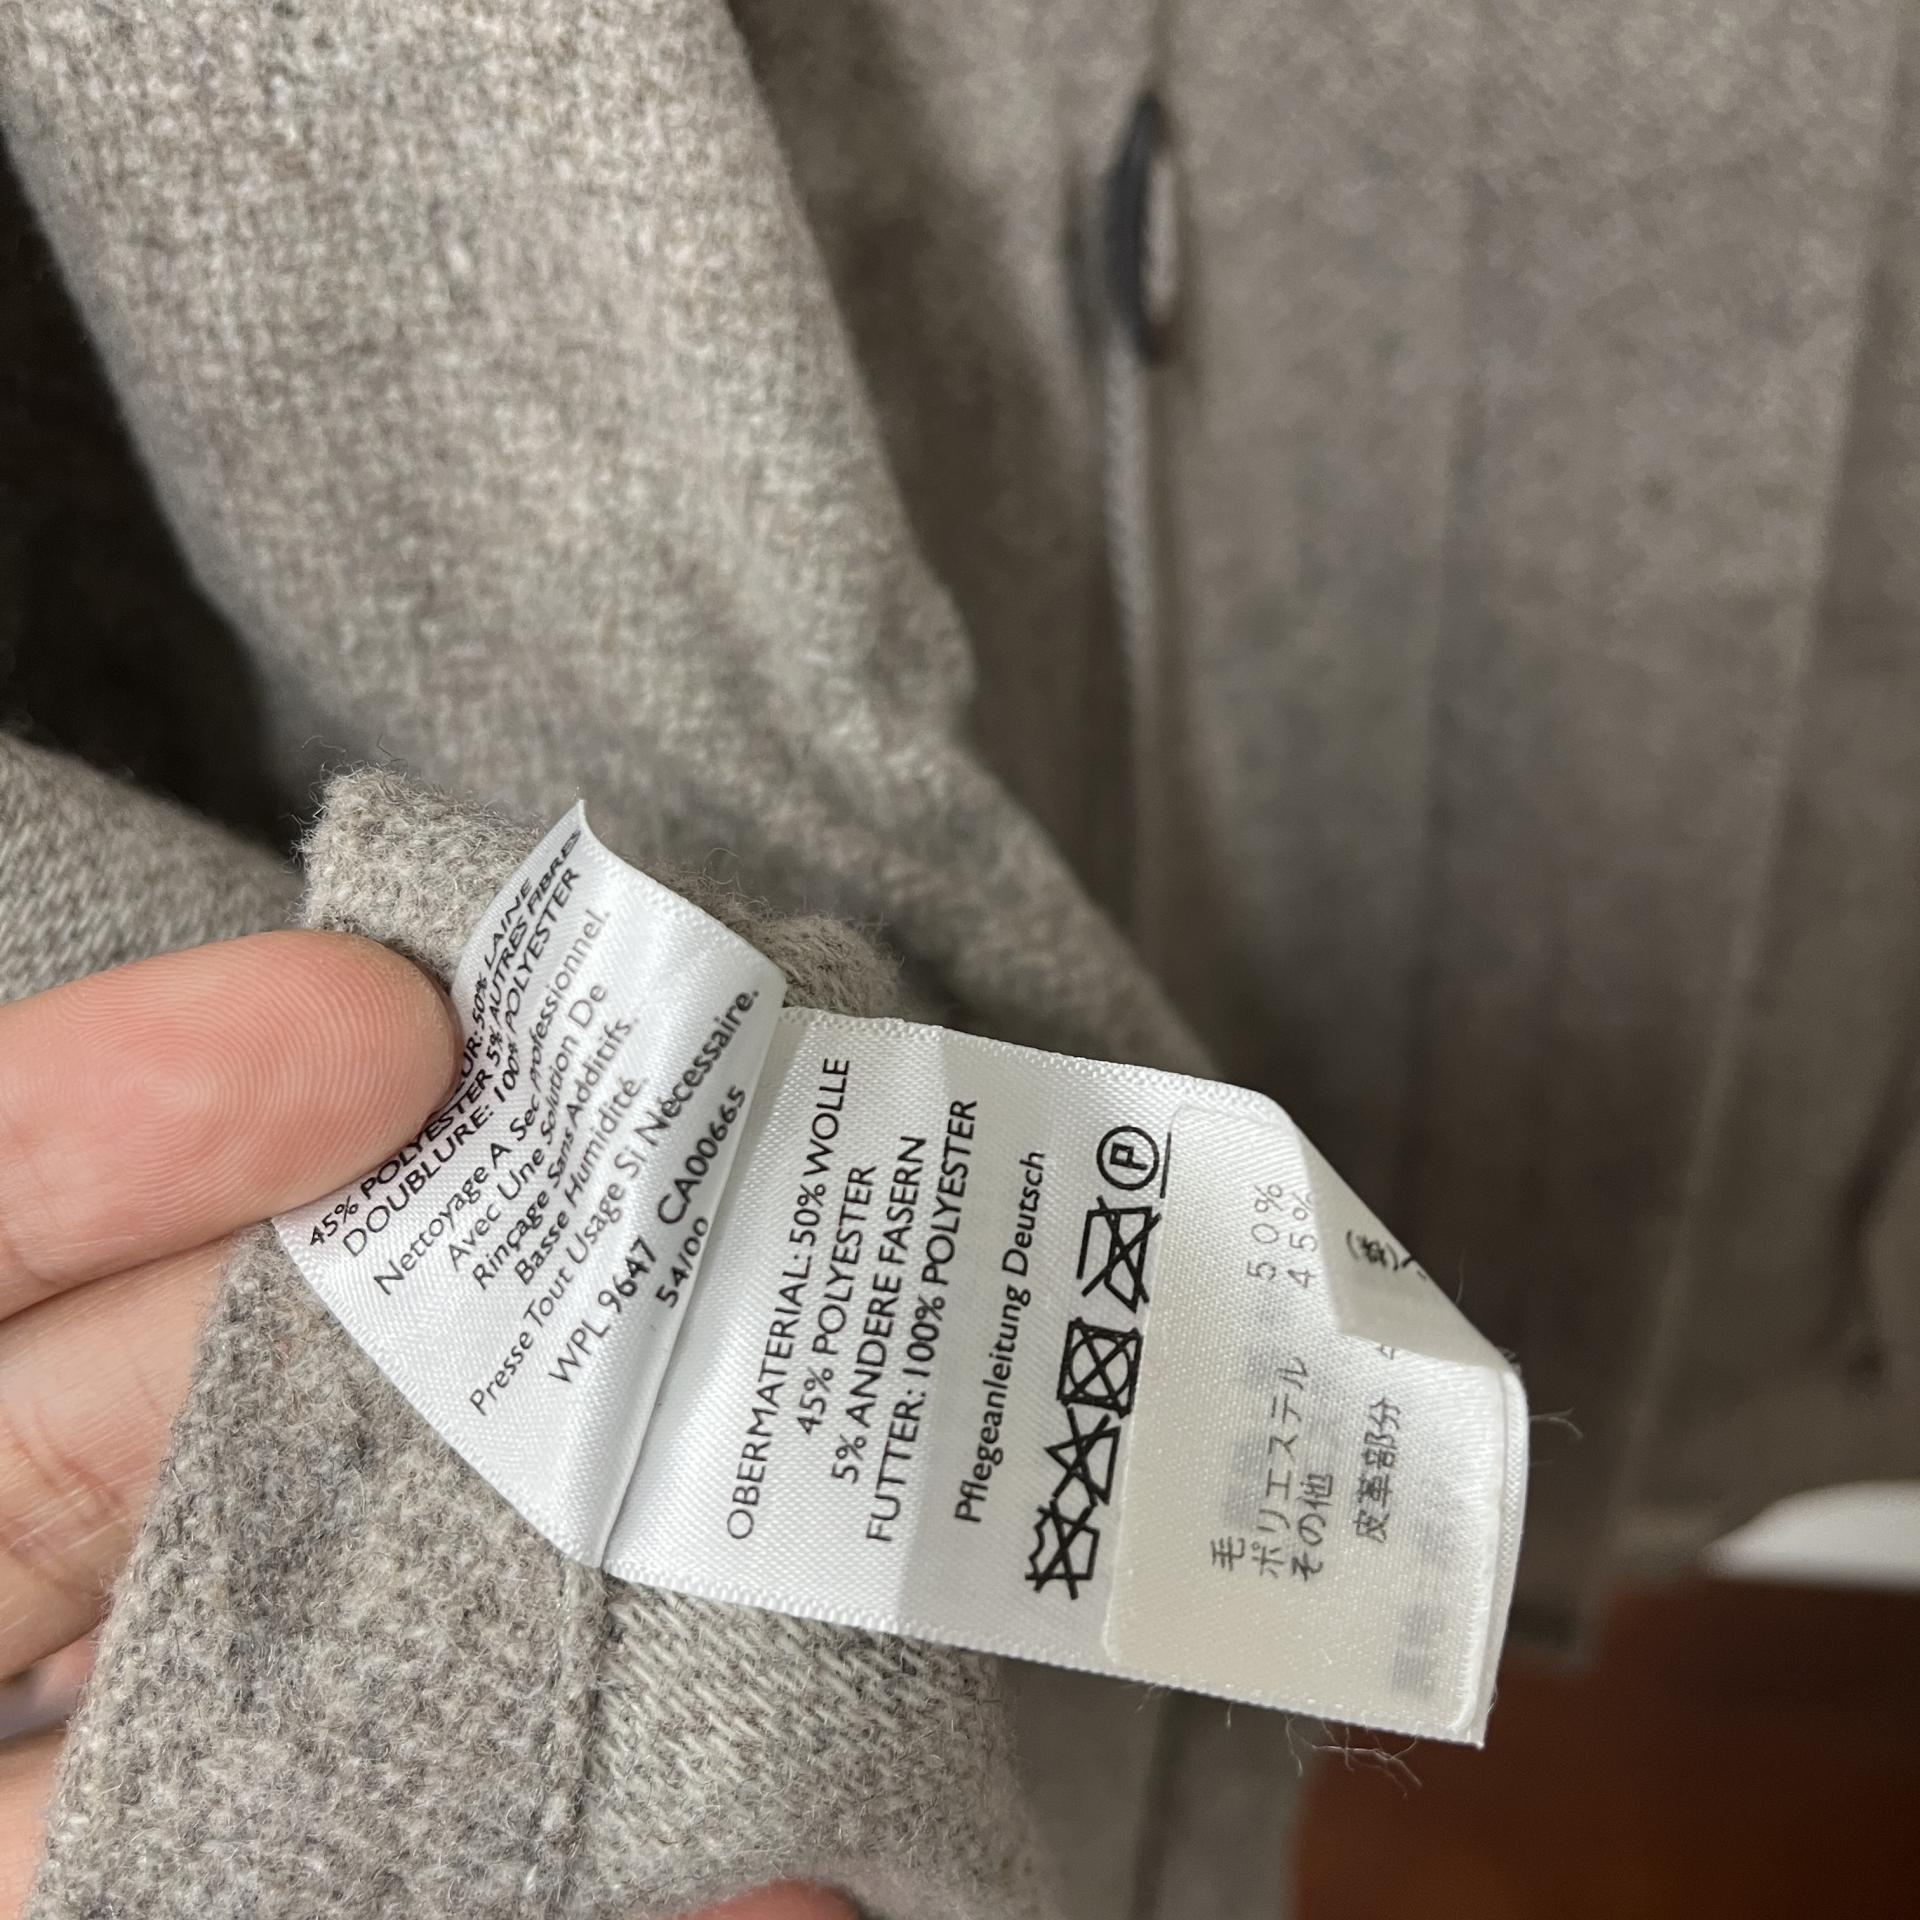 50% LAINE
45% POLYESTER 5% AUTRES FIBRES
DOUBLURE: 100% POLYESTER
Nettoyage A Sec Professionnel.
Avec Une Solution De
Rinçage Sans Additifs.
Basse Humidité.
Presse Tout Usage Si Nécessaire.
WPL 9647 CA00665
54/00
OBERMATERIAL: 50% WOLLE
45% POLYESTER
5% ANDERE FASERN
FUTTER: 100% POLYESTER
Pflegeanleitung Deutsch
P
毛 50%
ポリエステル 45%
その他
皮革部分